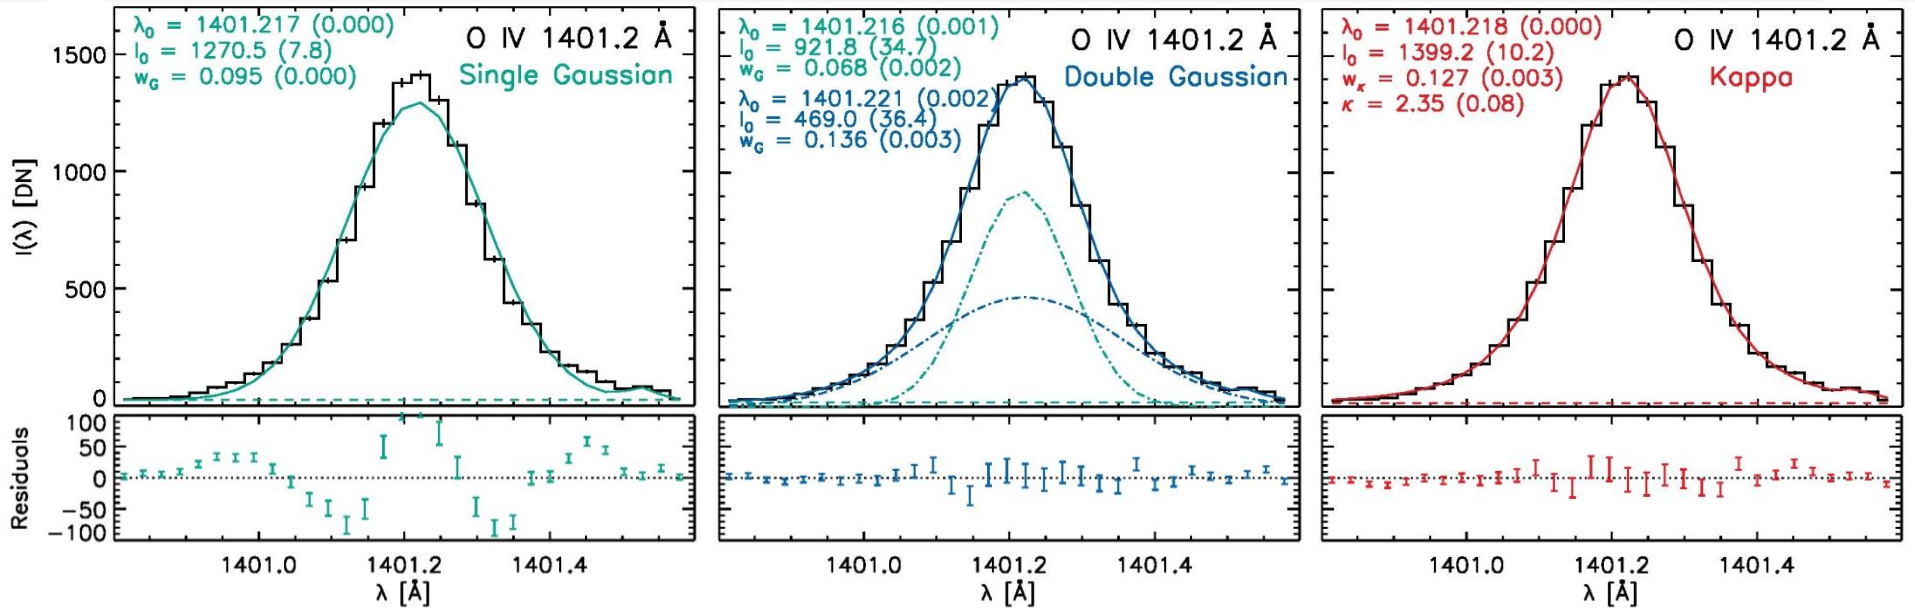 λ₀ = 1401.217 (0.000)
I₀ = 1270.5 (7.8)
w_G = 0.095 (0.000)
O IV 1401.2 Å
Single Gaussian
λ₀ = 1401.216 (0.001)
I₀ = 921.8 (34.7)
w_G = 0.068 (0.002)
λ₀ = 1401.221 (0.002)
I₀ = 469.0 (36.4)
w_G = 0.136 (0.003)
O IV 1401.2 Å
Double Gaussian
λ₀ = 1401.218 (0.000)
I₀ = 1399.2 (10.2)
w_κ = 0.127 (0.003)
κ = 2.35 (0.08)
O IV 1401.2 Å
Kappa
I(λ) [DN]
1500
1000
500
0
Residuals
100
50
0
−50
−100
1401.0 1401.2 1401.4
λ [Å]
1401.0 1401.2 1401.4
λ [Å]
1401.0 1401.2 1401.4
λ [Å]